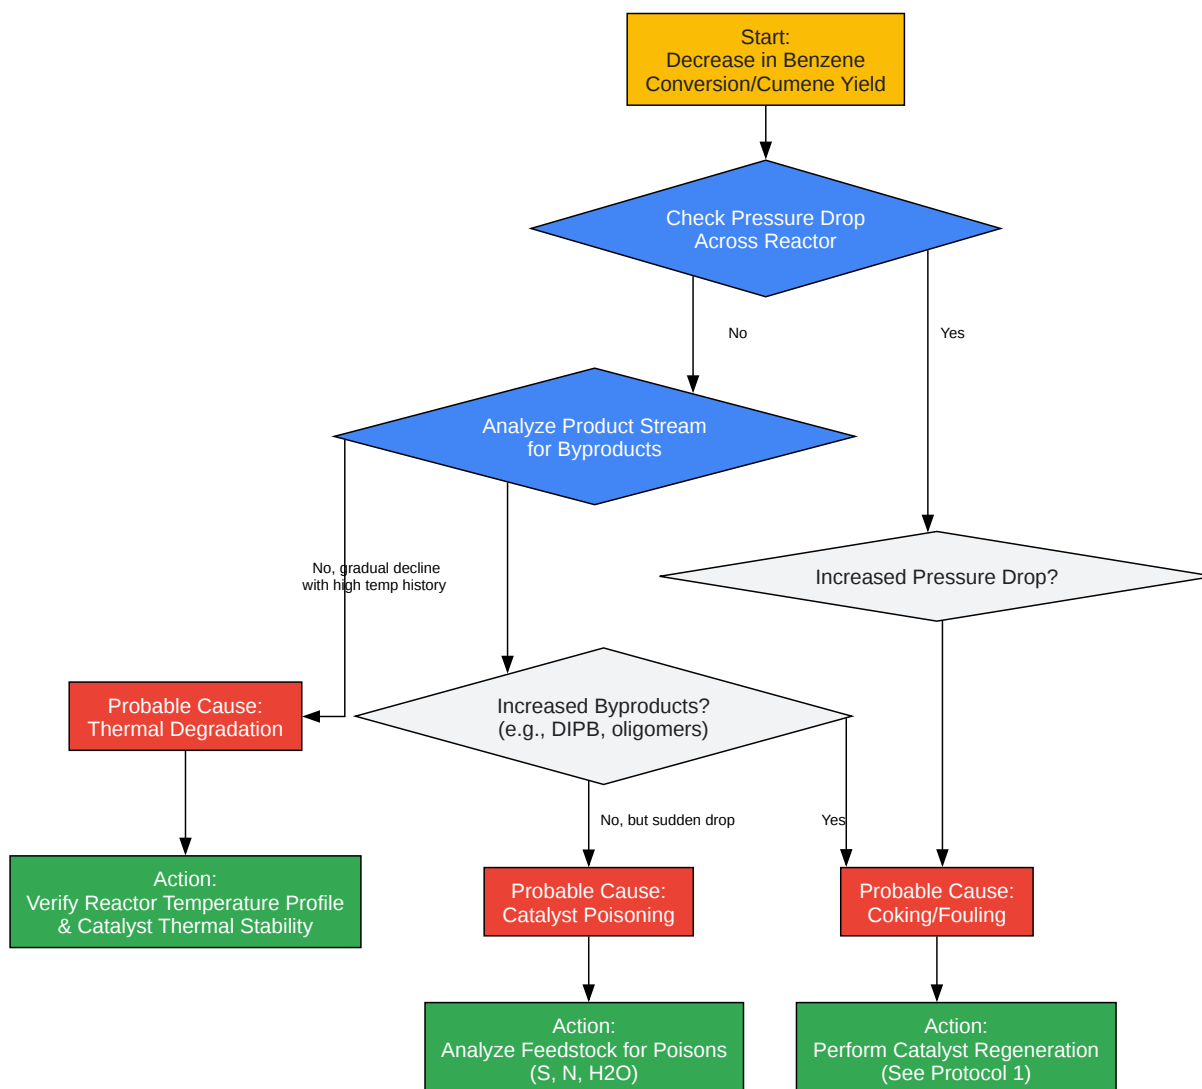 Start:
Decrease in Benzene
Conversion/Cumene Yield
Check Pressure Drop
Across Reactor
No
Yes
Analyze Product Stream
for Byproducts
No, gradual decline
with high temp history
Increased Pressure Drop?
Probable Cause:
Thermal Degradation
Increased Byproducts?
(e.g., DIPB, oligomers)
No, but sudden drop
Yes
Action:
Verify Reactor Temperature Profile
& Catalyst Thermal Stability
Probable Cause:
Catalyst Poisoning
Probable Cause:
Coking/Fouling
Action:
Analyze Feedstock for Poisons
(S, N, H2O)
Action:
Perform Catalyst Regeneration
(See Protocol 1)